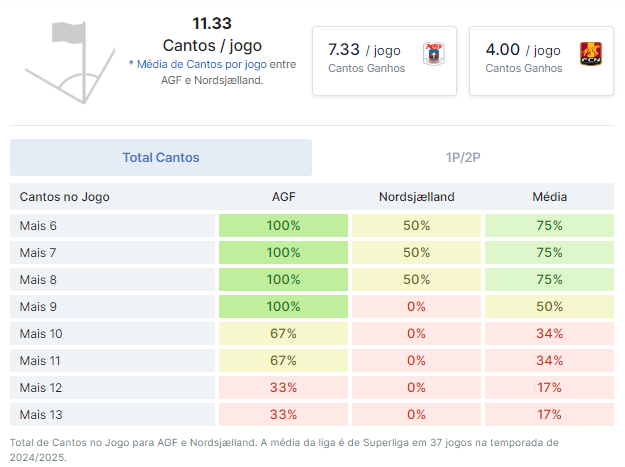 11.33
Cantos / jogo
* Média de Cantos por jogo entre
AGF e Nordsjælland.
7.33 / jogo
Cantos Ganhos
4.00 / jogo
Cantos Ganhos
Total Cantos
1P/2P
Cantos no Jogo AGF Nordsjælland Média
Mais 6 100% 50% 75%
Mais 7 100% 50% 75%
Mais 8 100% 50% 75%
Mais 9 100% 0% 50%
Mais 10 67% 0% 34%
Mais 11 67% 0% 34%
Mais 12 33% 0% 17%
Mais 13 33% 0% 17%
Total de Cantos no Jogo para AGF e Nordsjælland. A média da liga é de Superliga em 37 jogos na temporada de
2024/2025.